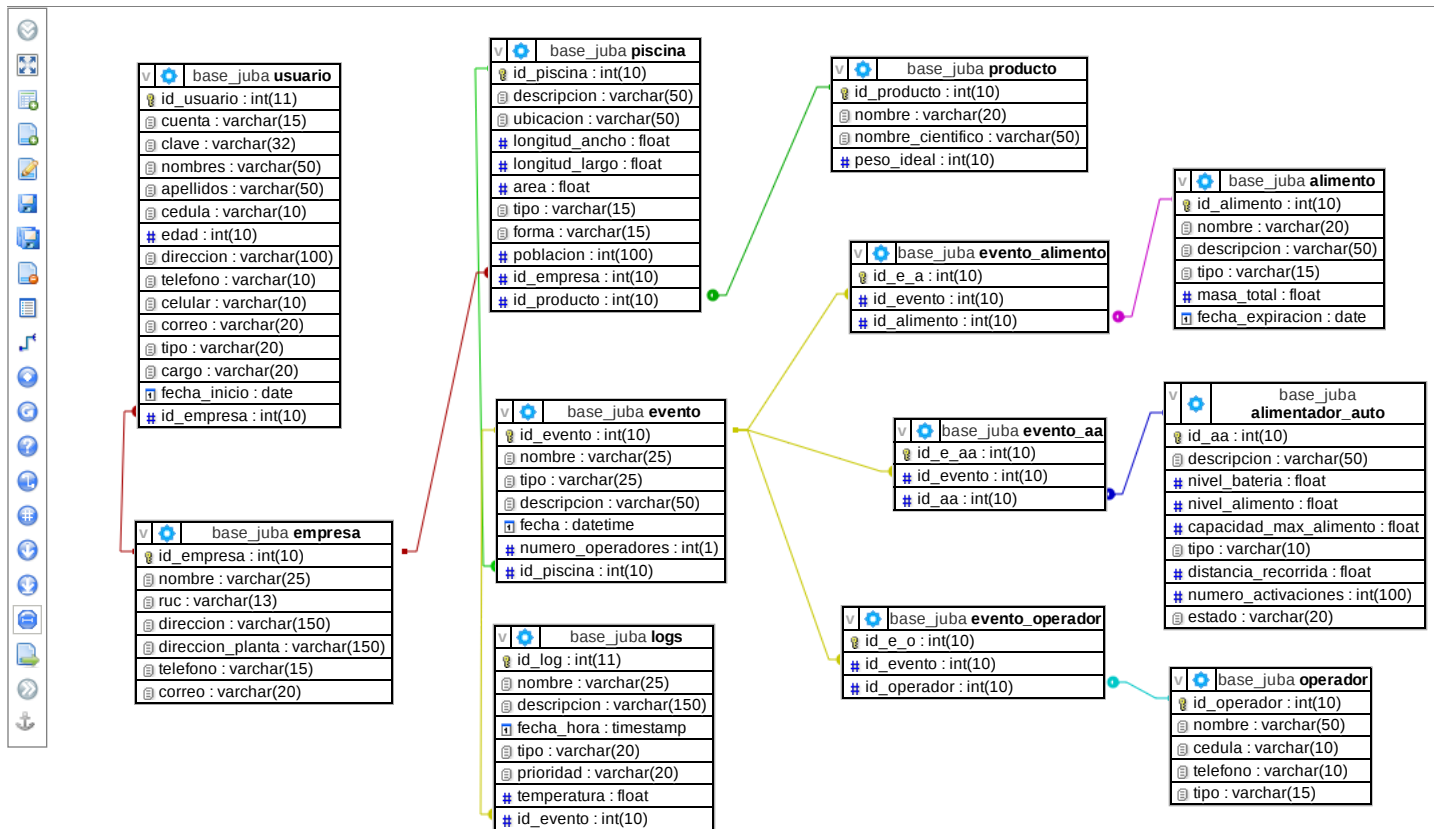 v base_juba usuario
id_usuario : int(11)
cuenta : varchar(15)
clave : varchar(32)
nombres : varchar(50)
apellidos : varchar(50)
cedula : varchar(10)
# edad : int(10)
direccion : varchar(100)
telefono : varchar(10)
celular : varchar(10)
correo : varchar(20)
tipo : varchar(20)
cargo : varchar(20)
fecha_inicio : date
# id_empresa : int(10)
v base_juba empresa
id_empresa : int(10)
nombre : varchar(25)
ruc : varchar(13)
direccion : varchar(150)
direccion_planta : varchar(150)
telefono : varchar(15)
correo : varchar(20)
v base_juba piscina
id_piscina : int(10)
descripcion : varchar(50)
ubicacion : varchar(50)
# longitud_ancho : float
# longitud_largo : float
# area : float
tipo : varchar(15)
forma : varchar(15)
# poblacion : int(100)
# id_empresa : int(10)
# id_producto : int(10)
v base_juba evento
id_evento : int(10)
nombre : varchar(25)
tipo : varchar(25)
descripcion : varchar(50)
fecha : datetime
# numero_operadores : int(1)
# id_piscina : int(10)
v base_juba logs
id_log : int(11)
nombre : varchar(25)
descripcion : varchar(150)
fecha_hora : timestamp
tipo : varchar(20)
prioridad : varchar(20)
# temperatura : float
# id_evento : int(10)
v base_juba producto
id_producto : int(10)
nombre : varchar(20)
nombre_cientifico : varchar(50)
# peso_ideal : int(10)
v base_juba evento_alimento
id_e_a : int(10)
# id_evento : int(10)
# id_alimento : int(10)
v base_juba evento_aa
id_e_aa : int(10)
# id_evento : int(10)
# id_aa : int(10)
v base_juba evento_operador
id_e_o : int(10)
# id_evento : int(10)
# id_operador : int(10)
v base_juba alimento
id_alimento : int(10)
nombre : varchar(20)
descripcion : varchar(50)
tipo : varchar(15)
# masa_total : float
fecha_expiracion : date
v base_juba
alimentador_auto
id_aa : int(10)
descripcion : varchar(50)
# nivel_bateria : float
# nivel_alimento : float
# capacidad_max_alimento : float
tipo : varchar(10)
# distancia_recorrida : float
# numero_activaciones : int(100)
estado : varchar(20)
v base_juba operador
id_operador : int(10)
nombre : varchar(50)
cedula : varchar(10)
telefono : varchar(10)
tipo : varchar(15)